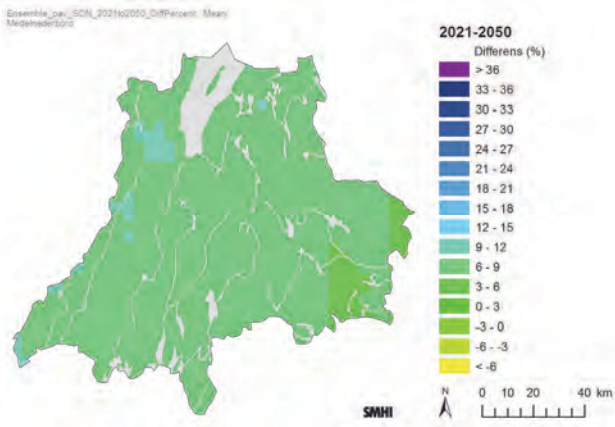 Ensemble_pav_SCN_2021to2050_DiffPercent Mean
Medelnederbörd
2021-2050
Differens (%)
> 36
33 - 36
30 - 33
27 - 30
24 - 27
21 - 24
18 - 21
15 - 18
12 - 15
9 - 12
6 - 9
3 - 6
0 - 3
-3 - 0
-6 - -3
< -6
SMHI
N
0 10 20 40 km